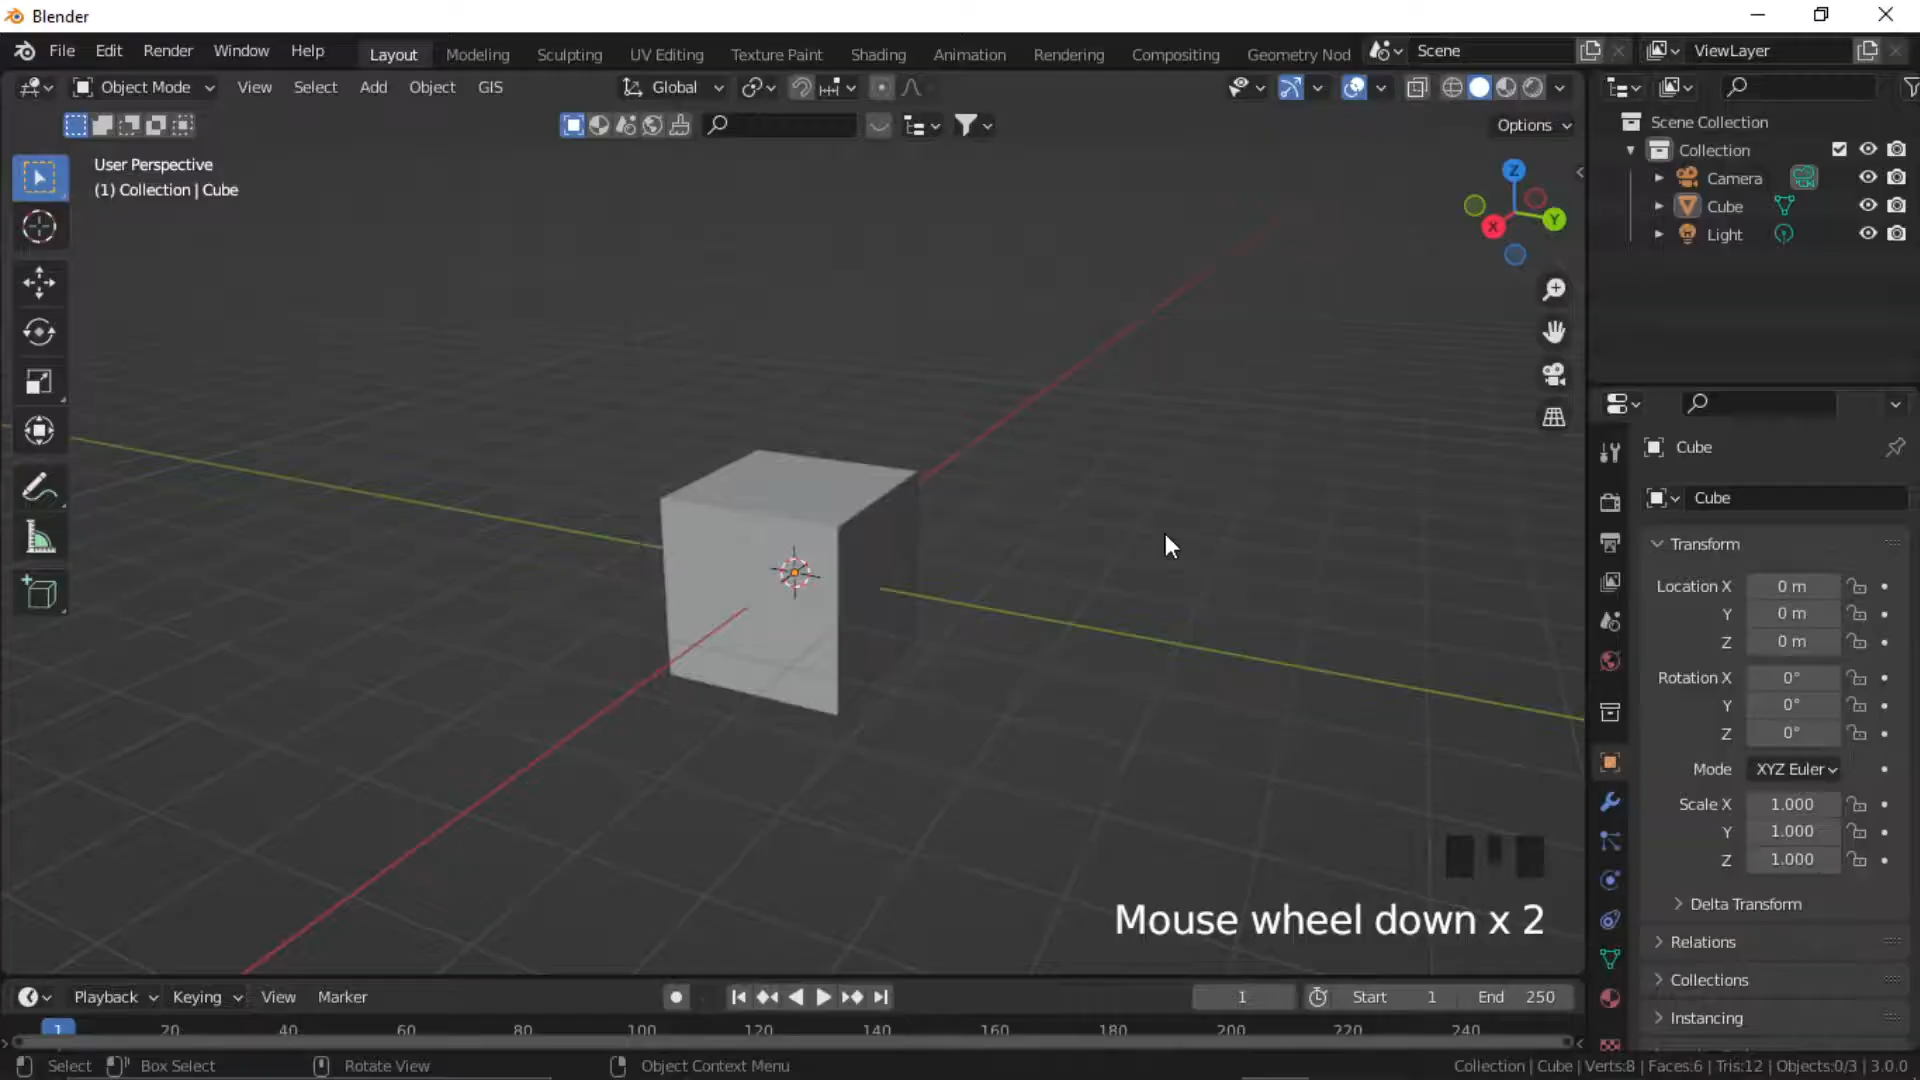 Blender
File Edit Render Window Help Layout Modeling Sculpting UV Editing Texture Paint Shading Animation Rendering Compositing Geometry Nod Scene ViewLayer
Object Mode View Select Add Object GIS Global
Options
User Perspective
(1) Collection | Cube
Z
Y
X
Scene Collection
Collection
Camera
Cube
Light
Cube
Cube
Transform
Location X 0 m
Y 0 m
Z 0 m
Rotation X 0°
Y 0°
Z 0°
Mode XYZ Euler
Scale X 1.000
Y 1.000
Z 1.000
Delta Transform
Relations
Collections
Instancing
Mouse wheel down x 2
Playback Keying View Marker 1 Start 1 End 250
1 20 40 60 80 100 120 140 160 180 200 220 240
Select Box Select Rotate View Object Context Menu Collection | Cube | Verts:8 | Faces:6 | Tris:12 | Objects:0/3 | 3.0.0